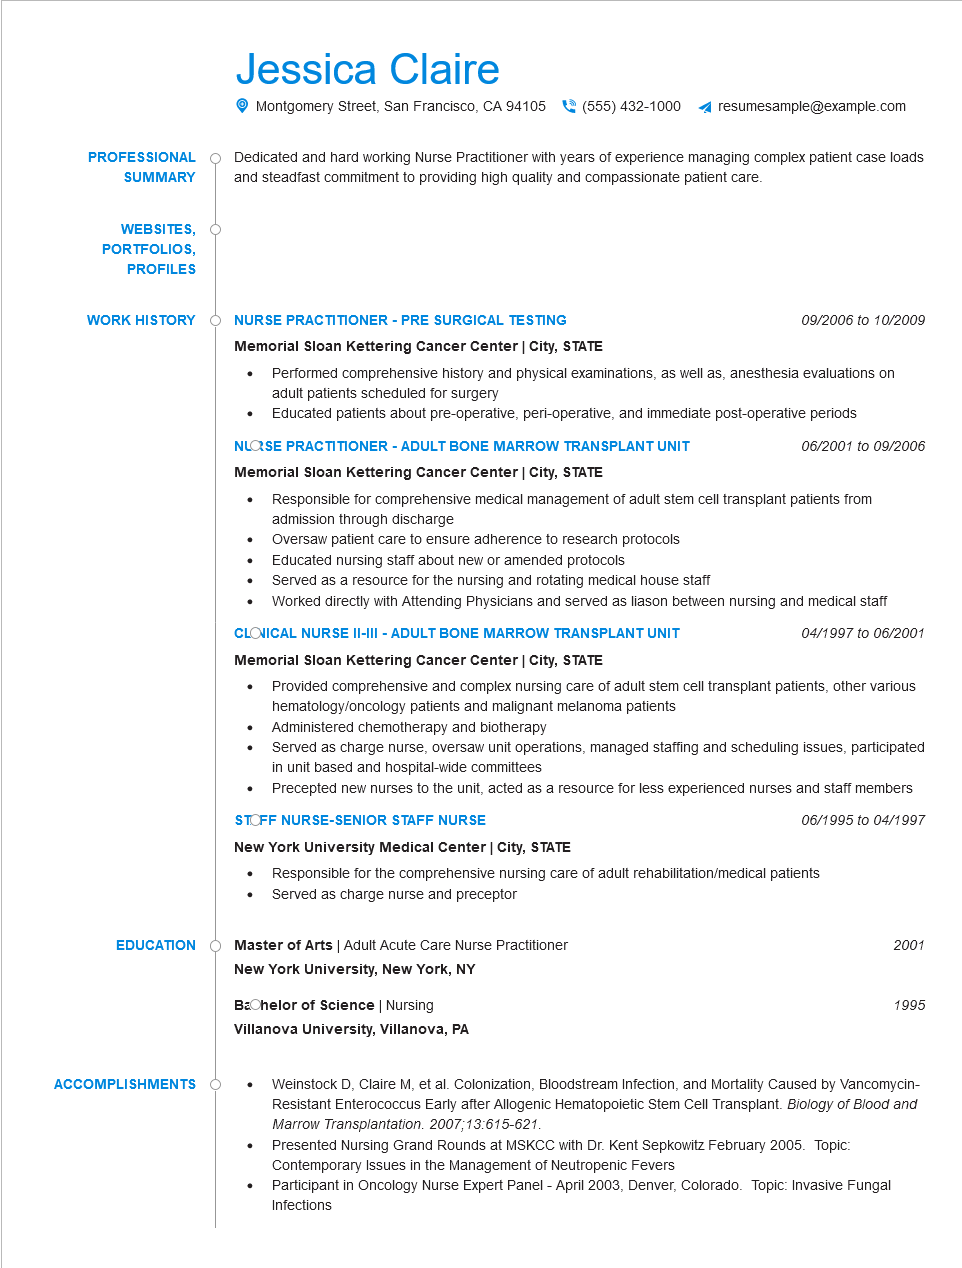 Jessica Claire
Montgomery Street, San Francisco, CA 94105 (555) 432-1000 resumesample@example.com
PROFESSIONAL SUMMARY
Dedicated and hard working Nurse Practitioner with years of experience managing complex patient case loads
and steadfast commitment to providing high quality and compassionate patient care.
WEBSITES,
PORTFOLIOS,
PROFILES
WORK HISTORY
NURSE PRACTITIONER - PRE SURGICAL TESTING 09/2006 to 10/2009
Memorial Sloan Kettering Cancer Center | City, STATE
• Performed comprehensive history and physical examinations, as well as, anesthesia evaluations on
adult patients scheduled for surgery
• Educated patients about pre-operative, peri-operative, and immediate post-operative periods
NURSE PRACTITIONER - ADULT BONE MARROW TRANSPLANT UNIT 06/2001 to 09/2006
Memorial Sloan Kettering Cancer Center | City, STATE
• Responsible for comprehensive medical management of adult stem cell transplant patients from
admission through discharge
• Oversaw patient care to ensure adherence to research protocols
• Educated nursing staff about new or amended protocols
• Served as a resource for the nursing and rotating medical house staff
• Worked directly with Attending Physicians and served as liason between nursing and medical staff
CLINICAL NURSE II-III - ADULT BONE MARROW TRANSPLANT UNIT 04/1997 to 06/2001
Memorial Sloan Kettering Cancer Center | City, STATE
• Provided comprehensive and complex nursing care of adult stem cell transplant patients, other various
hematology/oncology patients and malignant melanoma patients
• Administered chemotherapy and biotherapy
• Served as charge nurse, oversaw unit operations, managed staffing and scheduling issues, participated
in unit based and hospital-wide committees
• Precepted new nurses to the unit, acted as a resource for less experienced nurses and staff members
STAFF NURSE-SENIOR STAFF NURSE 06/1995 to 04/1997
New York University Medical Center | City, STATE
• Responsible for the comprehensive nursing care of adult rehabilitation/medical patients
• Served as charge nurse and preceptor
EDUCATION
Master of Arts | Adult Acute Care Nurse Practitioner 2001
New York University, New York, NY
Bachelor of Science | Nursing 1995
Villanova University, Villanova, PA
ACCOMPLISHMENTS
• Weinstock D, Claire M, et al. Colonization, Bloodstream Infection, and Mortality Caused by Vancomycin-
Resistant Enterococcus Early after Allogenic Hematopoietic Stem Cell Transplant. Biology of Blood and
Marrow Transplantation. 2007;13:615-621.
• Presented Nursing Grand Rounds at MSKCC with Dr. Kent Sepkowitz February 2005. Topic:
Contemporary Issues in the Management of Neutropenic Fevers
• Participant in Oncology Nurse Expert Panel - April 2003, Denver, Colorado. Topic: Invasive Fungal
Infections